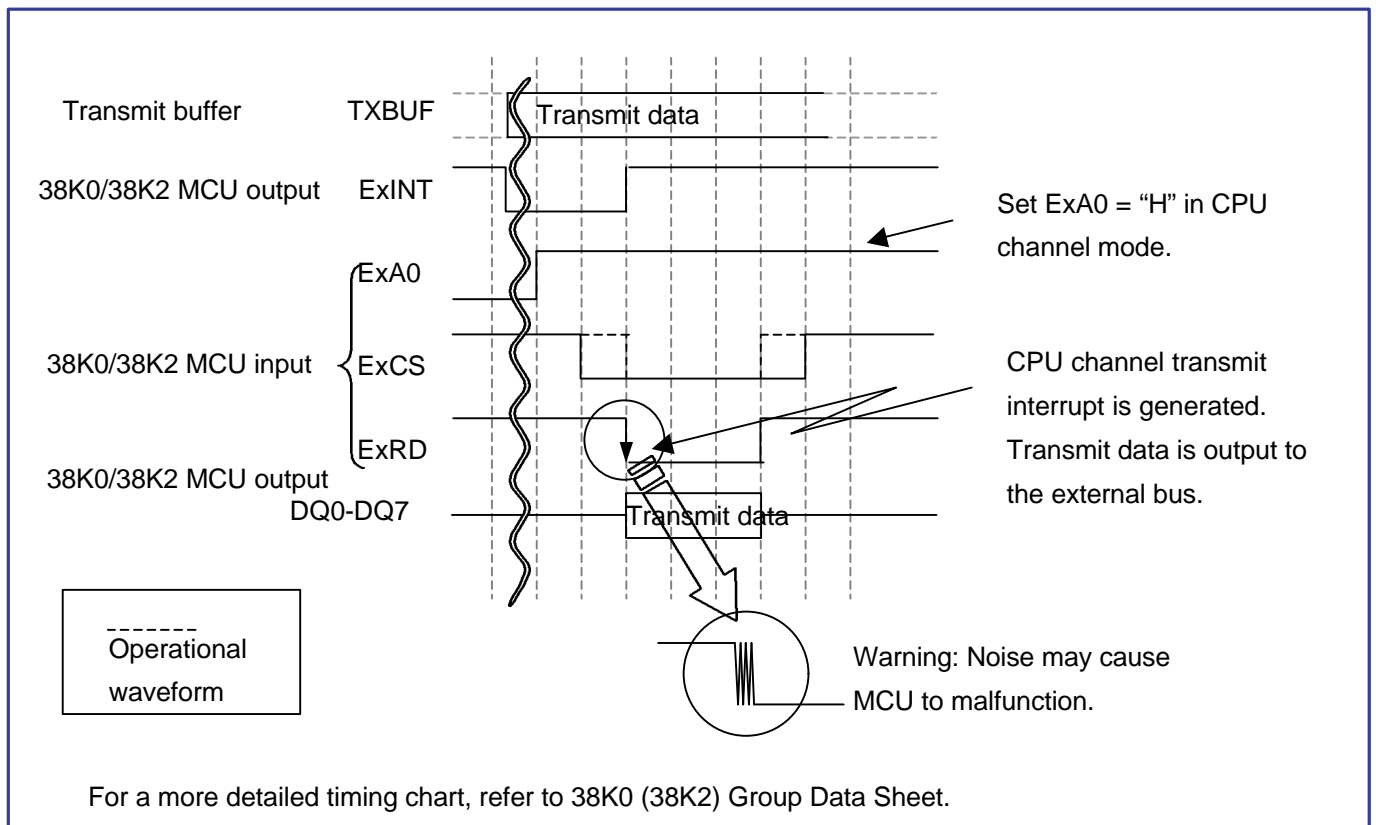 Transmit buffer TXBUF Transmit data
38K0/38K2 MCU output ExINT
Set ExA0 = “H” in CPU
channel mode.
ExA0
38K0/38K2 MCU input ExCS
ExRD
CPU channel transmit
interrupt is generated.
Transmit data is output to
the external bus.
38K0/38K2 MCU output
DQ0-DQ7 Transmit data
Operational
waveform
Warning: Noise may cause
MCU to malfunction.
For a more detailed timing chart, refer to 38K0 (38K2) Group Data Sheet.